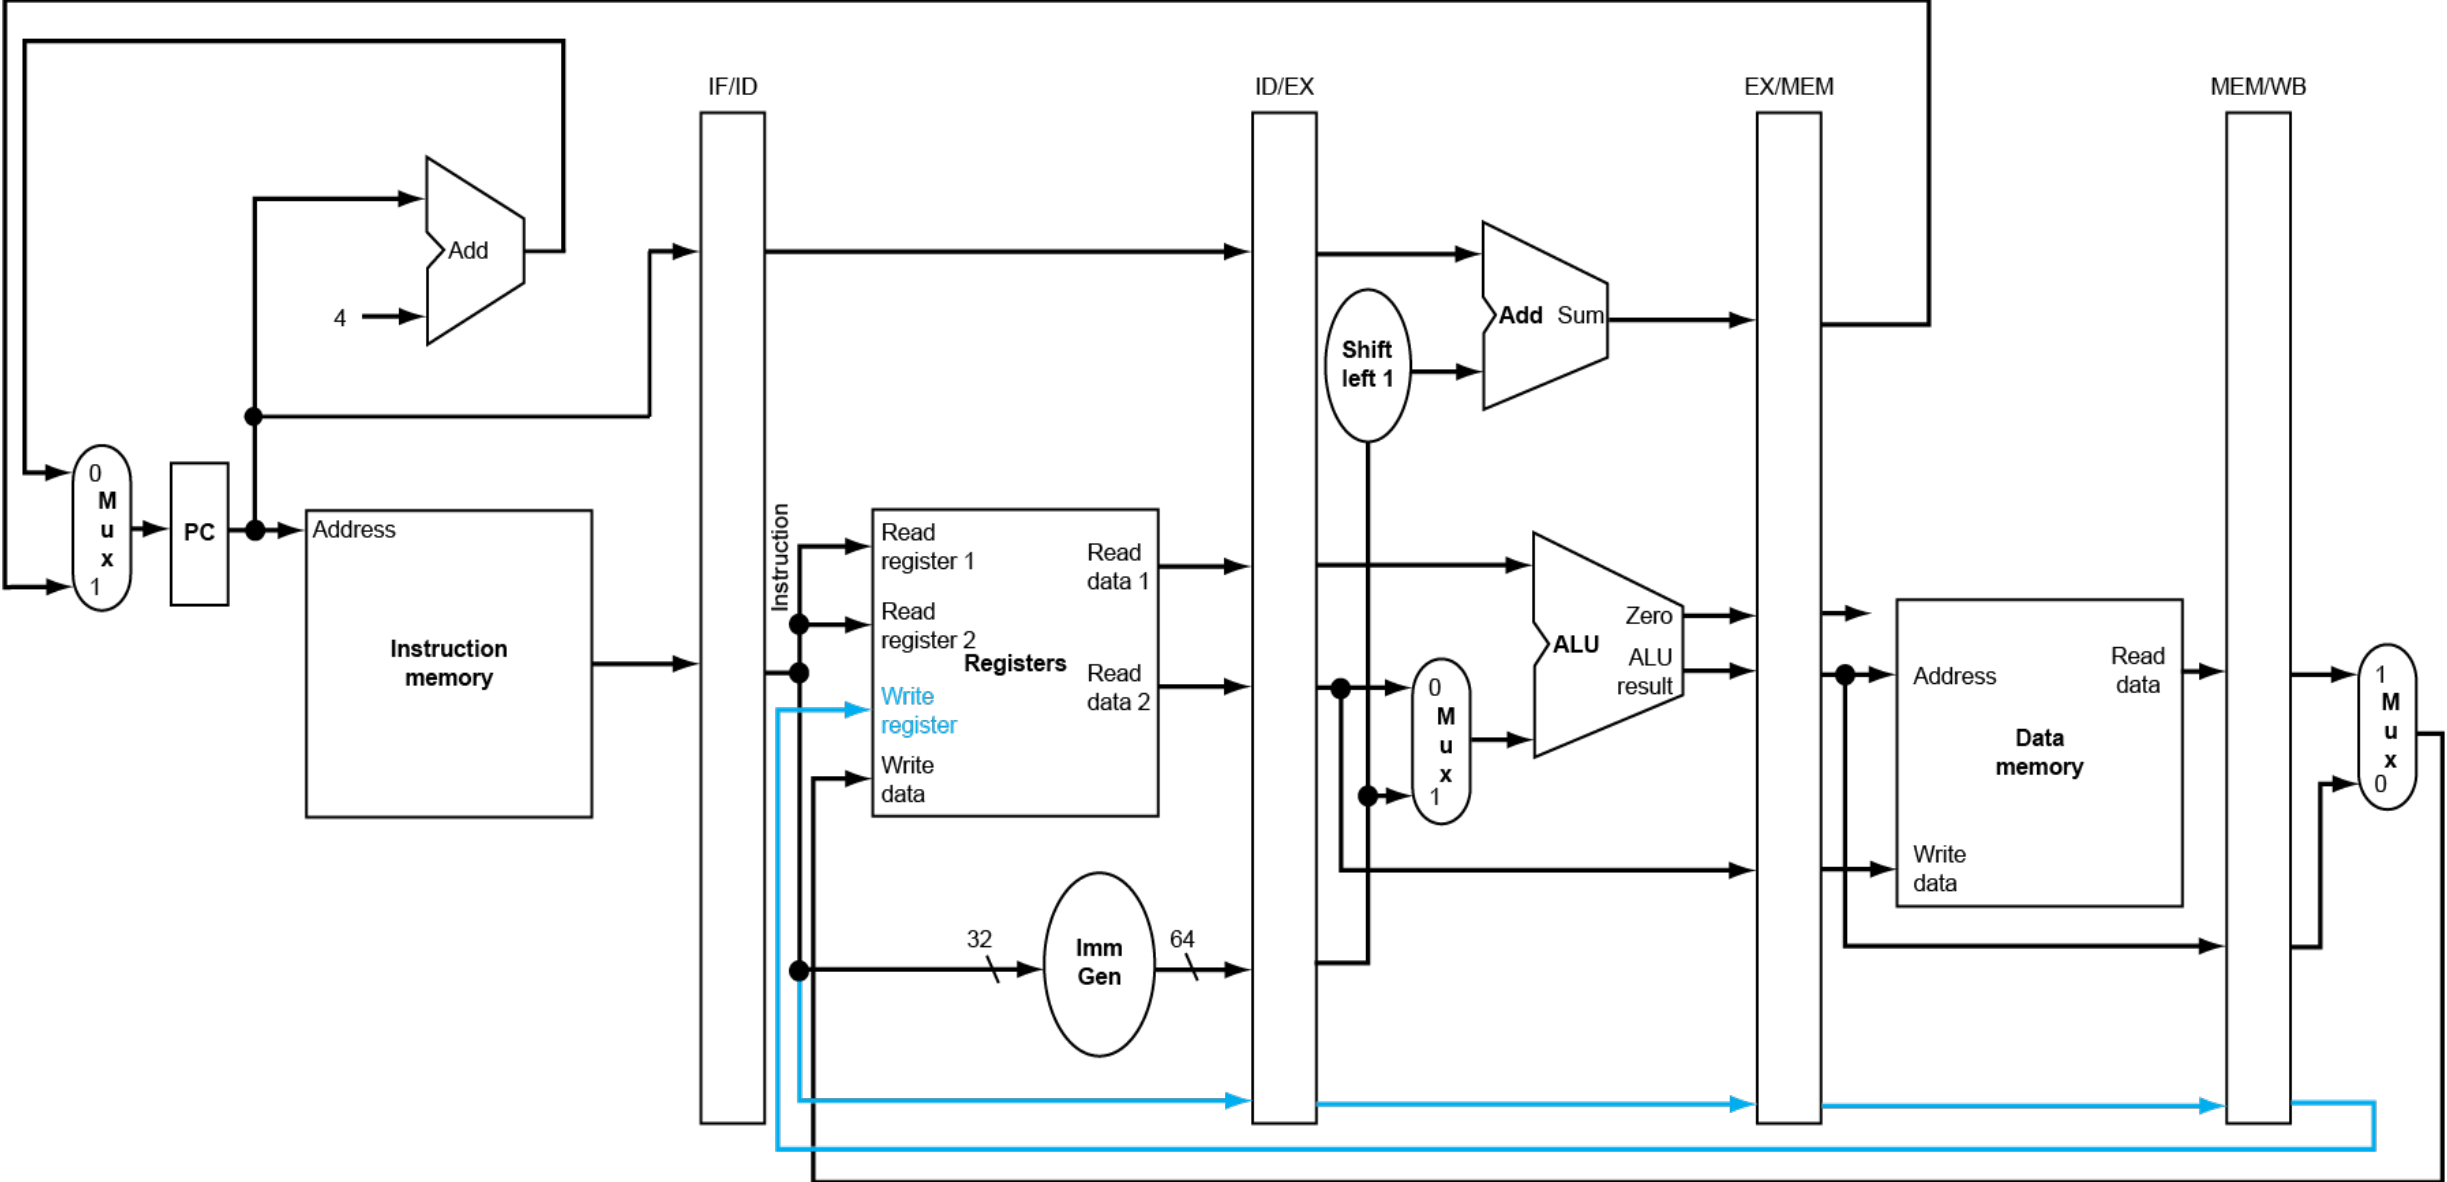 IF/ID
ID/EX
EX/MEM
MEM/WB
Add
4
Add Sum
Shift
left 1
0
M
u
x
1
PC
Address
Instruction
memory
Instruction
Read
register 1
Read
register 2
Write
register
Write
data
Registers
Read
data 1
Read
data 2
32
Imm
Gen
64
0
M
u
x
1
Zero
ALU
ALU
result
Address
Read
data
Data
memory
Write
data
1
M
u
x
0